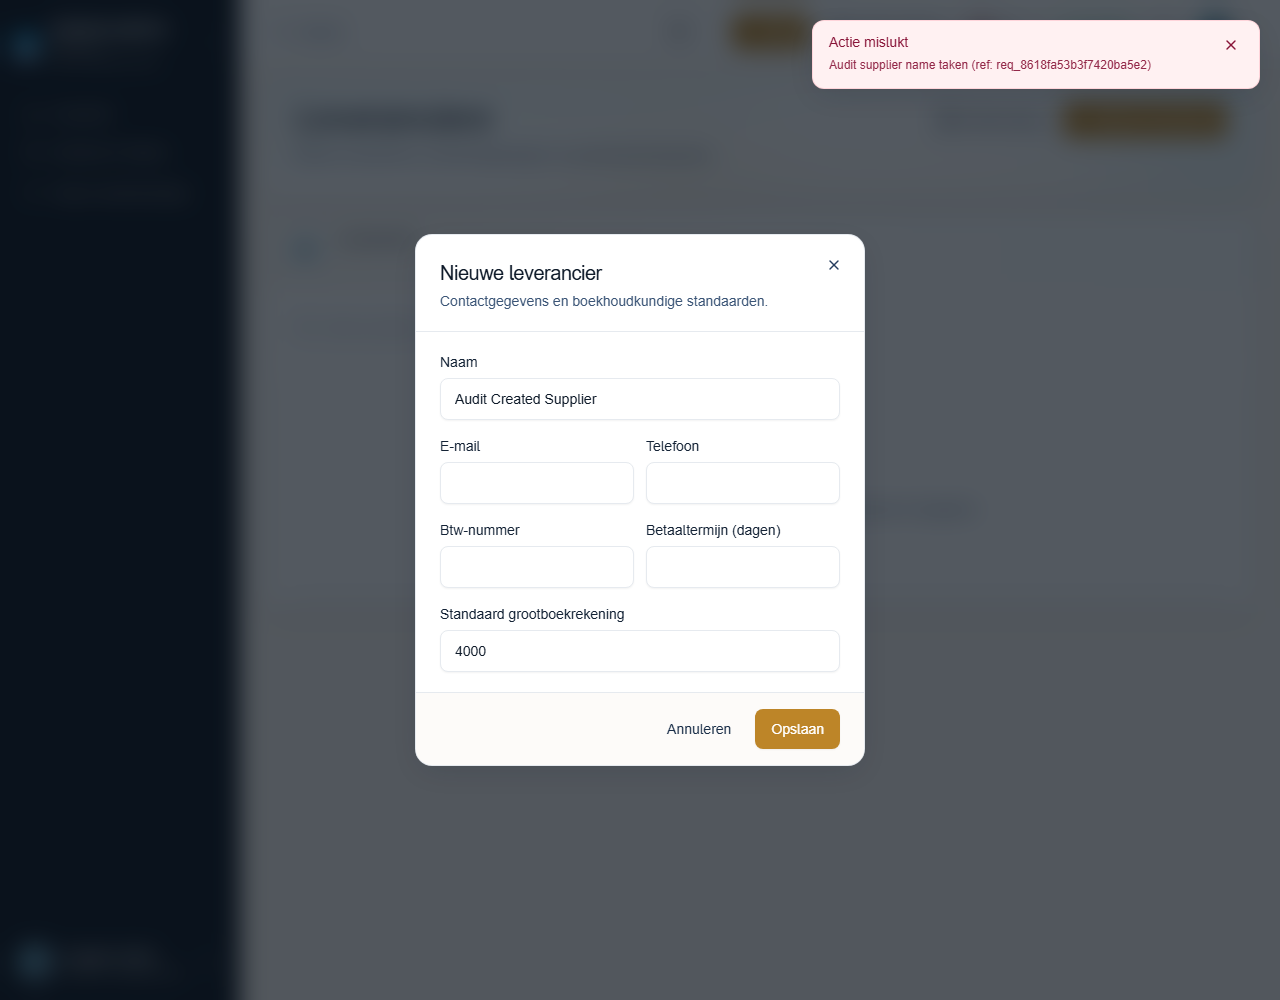 Actie mislukt
Audit supplier name taken (ref: req_8618fa53b3f7420ba5e2)
Nieuwe leverancier
Contactgegevens en boekhoudkundige standaarden.
Naam
Audit Created Supplier
E-mail
Telefoon
Btw-nummer
Betaaltermijn (dagen)
Standaard grootboekrekening
4000
Annuleren
Opslaan